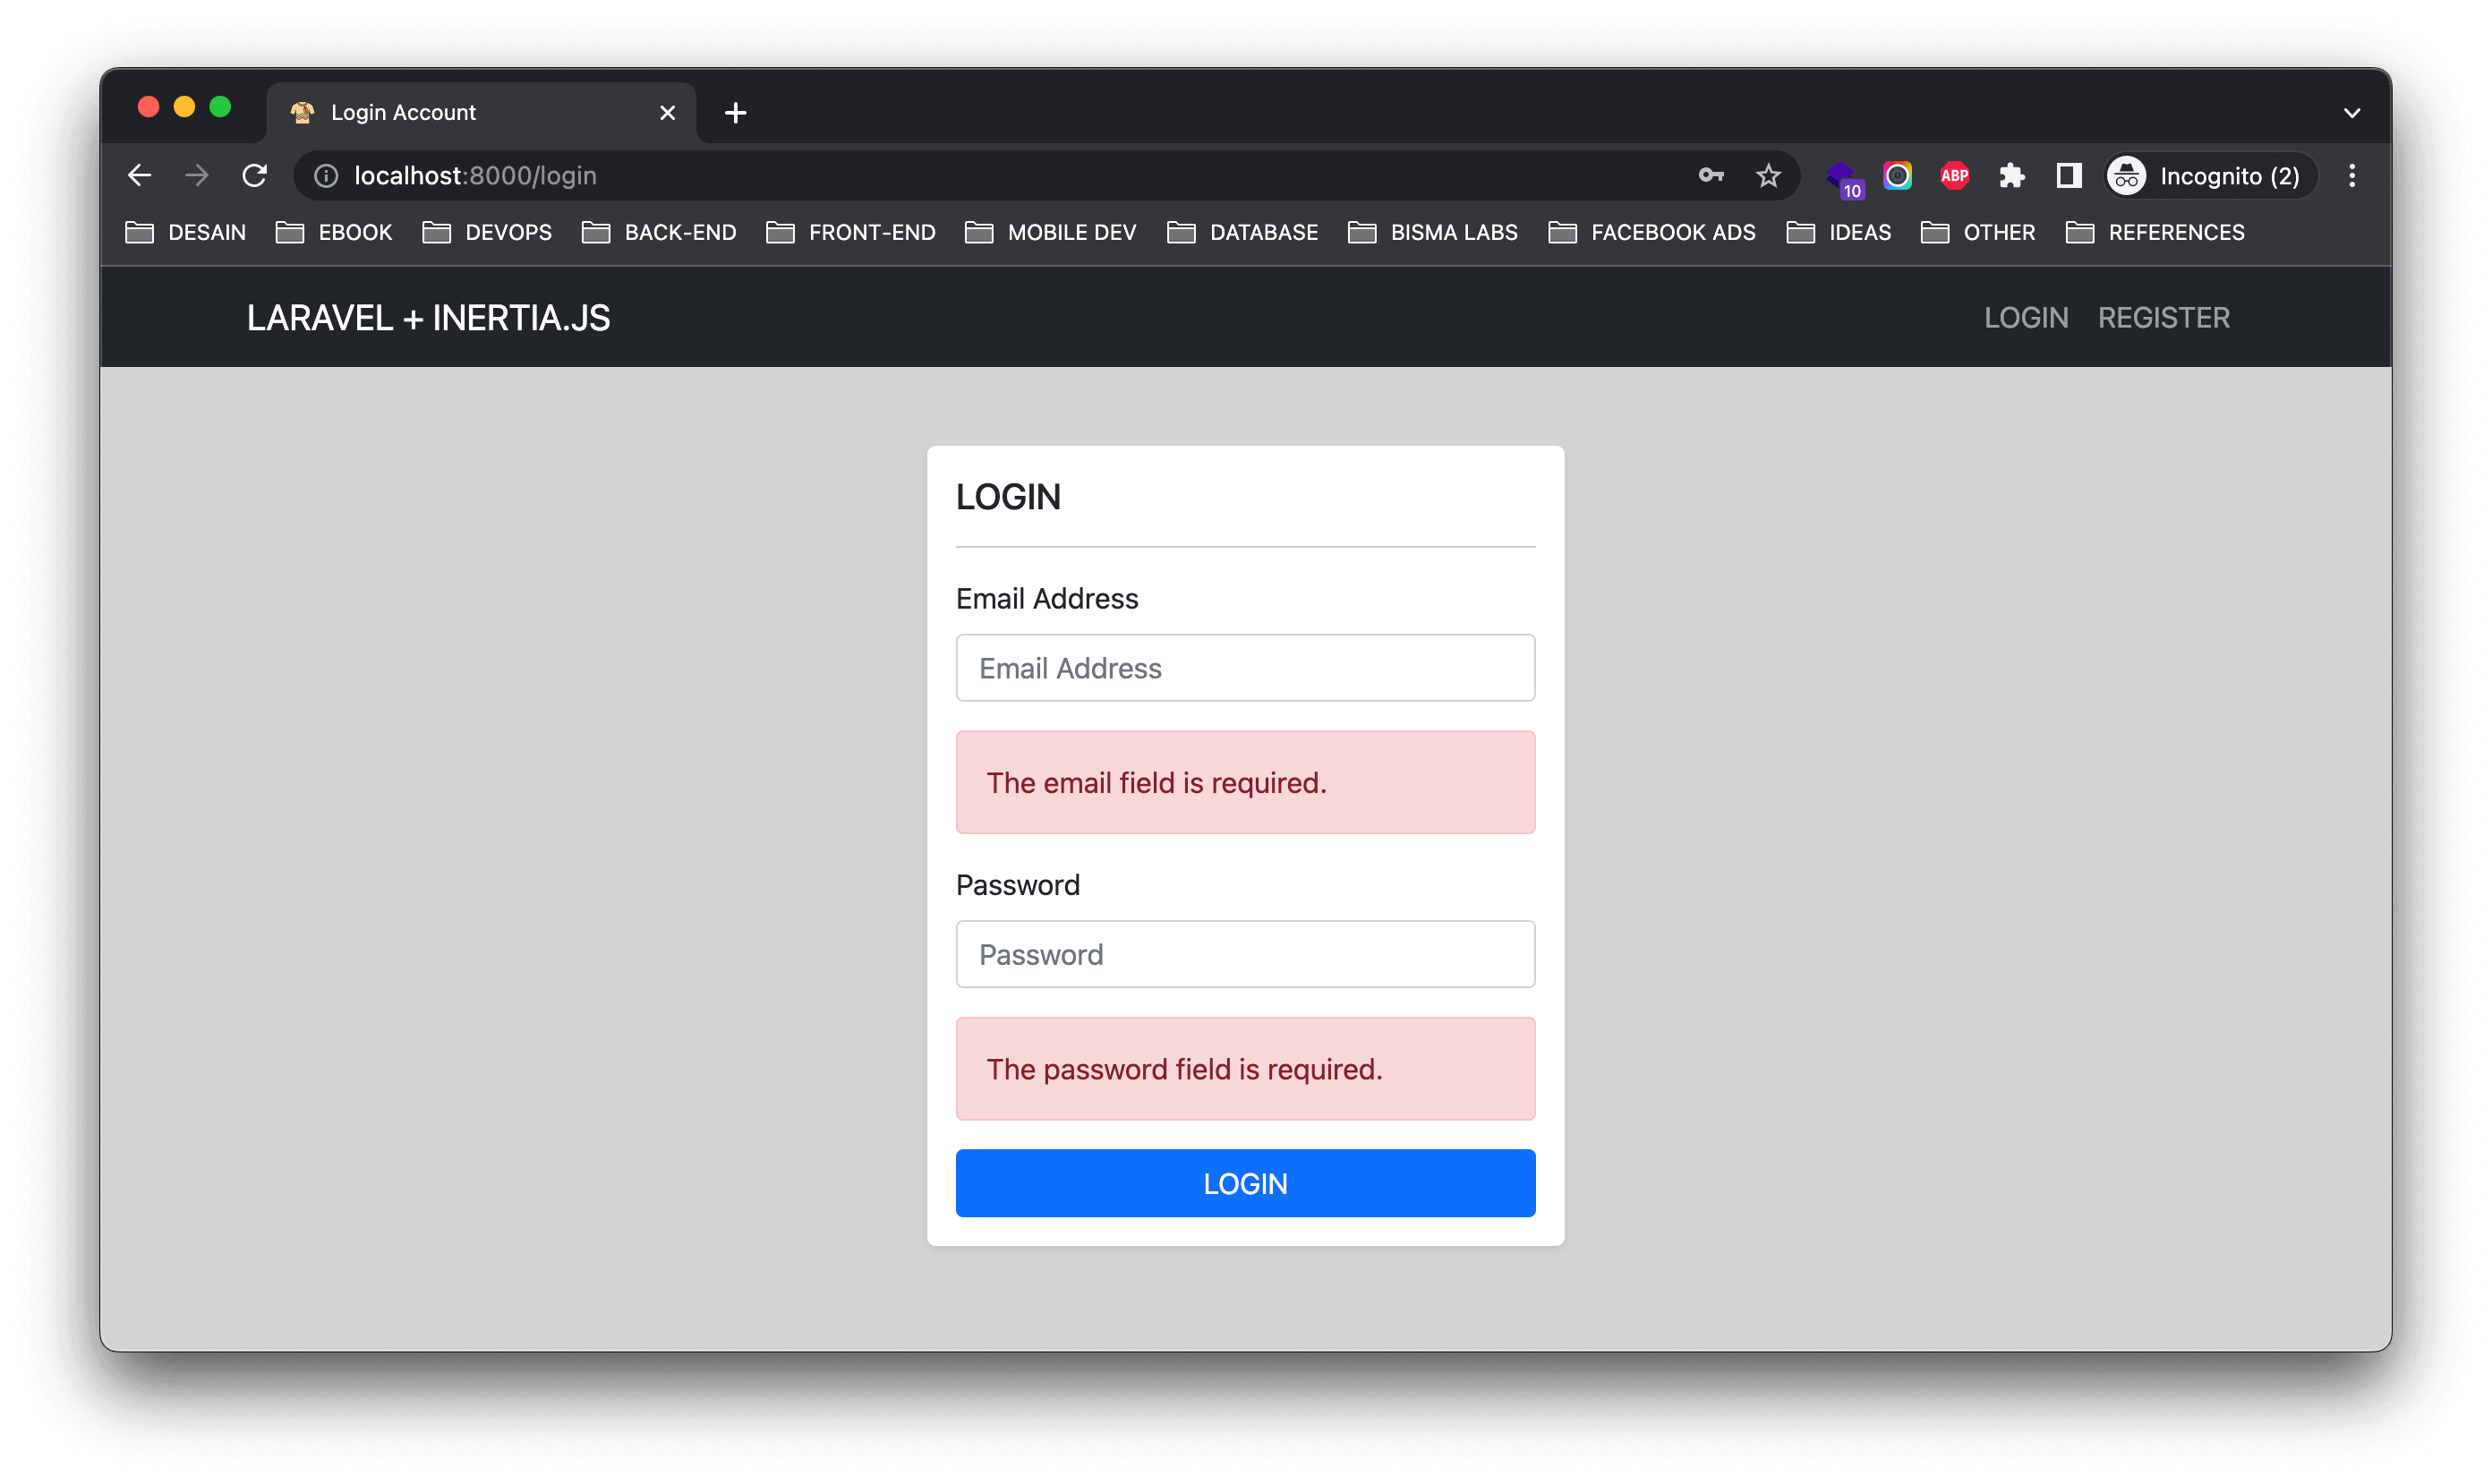 Login Account
localhost:8000/login
10
ABP
Incognito (2)
DESAIN EBOOK DEVOPS BACK-END FRONT-END MOBILE DEV DATABASE BISMA LABS FACEBOOK ADS IDEAS OTHER REFERENCES
LARAVEL + INERTIA.JS LOGIN REGISTER
LOGIN
Email Address
Email Address
The email field is required.
Password
Password
The password field is required.
LOGIN